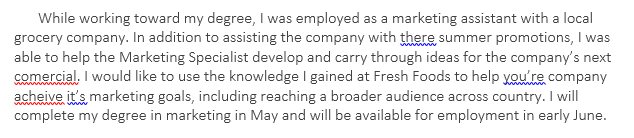 While working toward my degree, I was employed as a marketing assistant with a local
grocery company. In addition to assisting the company with there summer promotions, I was
able to help the Marketing Specialist develop and carry through ideas for the company's next
comercial. I would like to use the knowledge I gained at Fresh Foods to help you're company
acheive it's marketing goals, including reaching a broader audience across country. I will
complete my degree in marketing in May and will be available for employment in early June.